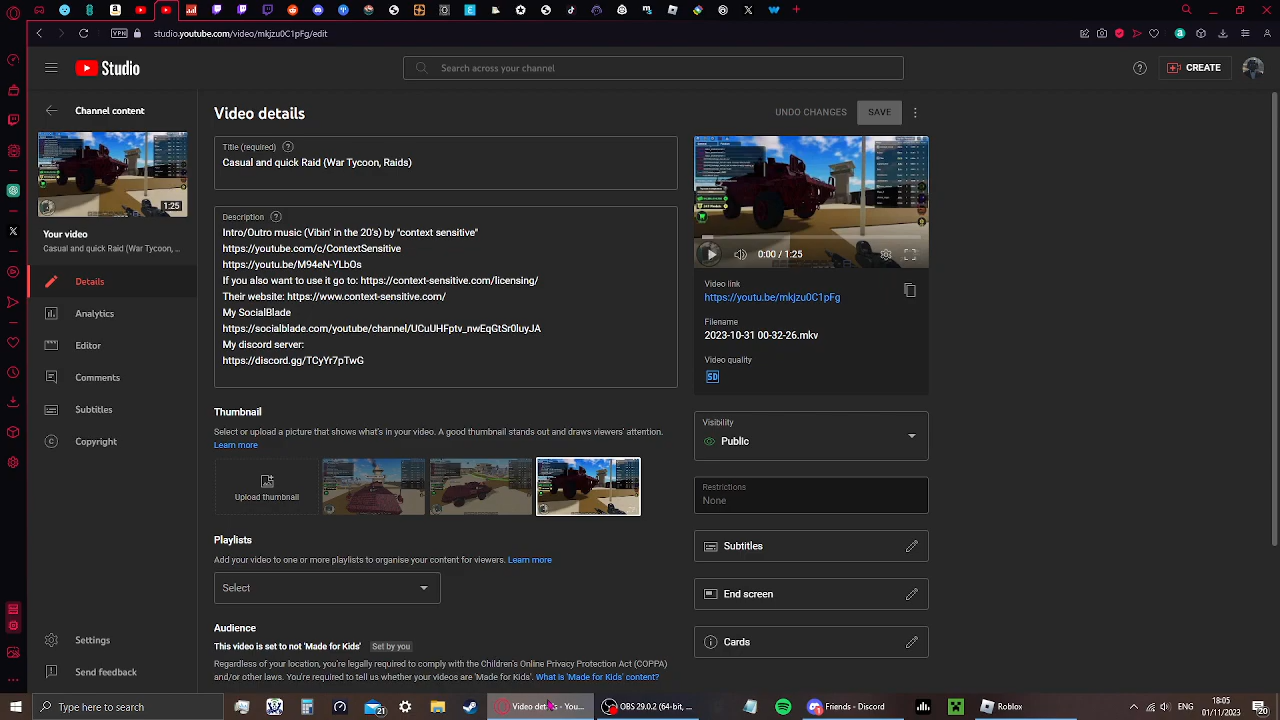 VPN
studio.youtube.com/video/mkjzu0C1pFg/edit
Studio
Search across your channel
CREATE
Channel content
1:25
Your video
Casual and quick Raid (War Tycoon, ...
Details
Analytics
Editor
Comments
Subtitles
Copyright
Settings
Send feedback
Video details
UNDO CHANGES
SAVE
Title (required)
Casual and quick Raid (War Tycoon, Raids)
Description
Intro/Outro music (Vibin' in the 20's) by "context sensitive"
https://youtube.com/c/ContextSensitive
https://youtu.be/M94eN-YLbOs
If you also want to use it go to: https://context-sensitive.com/licensing/
Their website: https://www.context-sensitive.com/
My SocialBlade
https://socialblade.com/youtube/channel/UCuUHFptv_nwEqGtSr0luyJA
My discord server:
https://discord.gg/TCyYr7pTwG
Thumbnail
Select or upload a picture that shows what's in your video. A good thumbnail stands out and draws viewers' attention.
Learn more
Upload thumbnail
Playlists
Add your video to one or more playlists to organise your content for viewers. Learn more
Select
Audience
This video is set to not 'Made for Kids' Set by you
Regardless of your location, you're legally required to comply with the Children's Online Privacy Protection Act (COPPA)
and/or other laws. You're required to tell us whether your videos are 'Made for Kids'. What is 'Made for Kids' content?
0:00 / 1:25
Video link
https://youtu.be/mkjzu0C1pFg
Filename
2023-10-31 00-32-26.mkv
Video quality
SD
Visibility
Public
Restrictions
None
Subtitles
End screen
Cards
Type here to search
21
Video det
- You...
OBS 29.0.2 (64-bit, ...
Friends - Discord
Roblox
18:05
01/11/2023
20